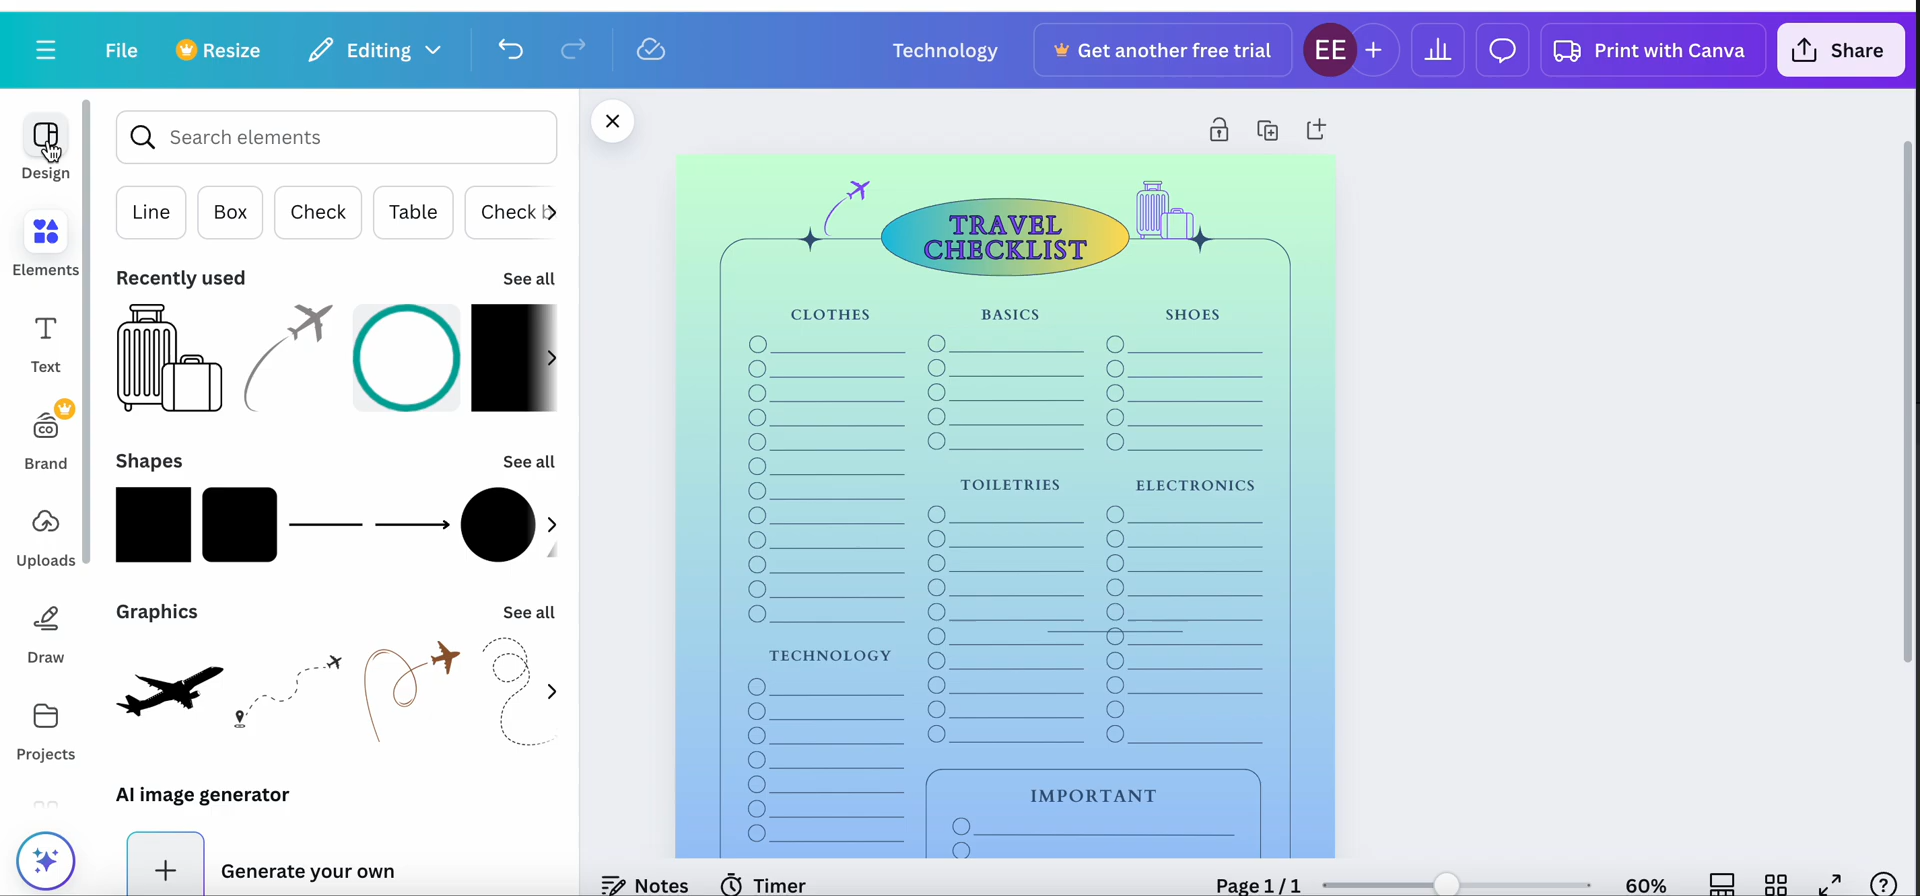 File
Resize
Editing
Technology
Get another free trial
EE
Print with Canva
Share
Design
Elements
Text
Brand
CO
Uploads
Draw
Projects
Search elements
Line
Box
Check
Table
Check b
Recently used
See all
Shapes
See all
Graphics
See all
AI image generator
Generate your own
TRAVEL
CHECKLIST
CLOTHES
BASICS
SHOES
TOILETRIES
ELECTRONICS
TECHNOLOGY
IMPORTANT
Notes
Timer
Page 1 / 1
60%